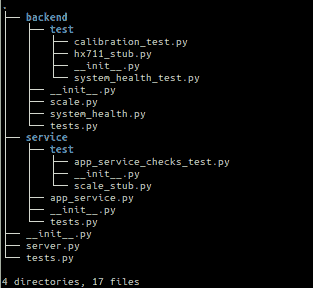 .
├── backend
│   ├── test
│   │   ├── calibration_test.py
│   │   ├── hx711_stub.py
│   │   ├── __init__.py
│   │   └── system_health_test.py
│   ├── __init__.py
│   ├── scale.py
│   ├── system_health.py
│   └── tests.py
├── service
│   ├── test
│   │   ├── app_service_checks_test.py
│   │   ├── __init__.py
│   │   └── scale_stub.py
│   ├── app_service.py
│   ├── __init__.py
│   └── tests.py
├── __init__.py
├── server.py
└── tests.py
4 directories, 17 files